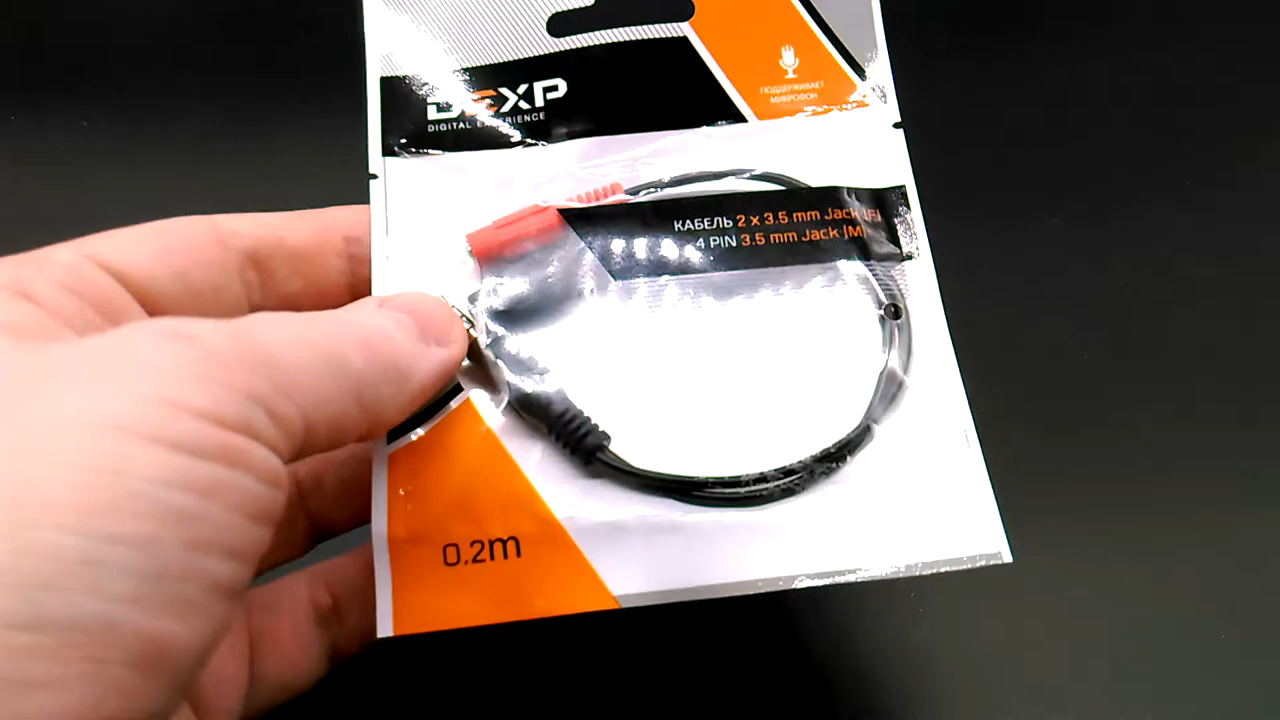 DEXP
DIGITAL EXPERIENCE
ПОДДЕРЖИВАЕТ
МИКРОФОН
КАБЕЛЬ 2 x 3.5 mm Jack (F)
4 PIN 3.5 mm Jack (M)
0.2m